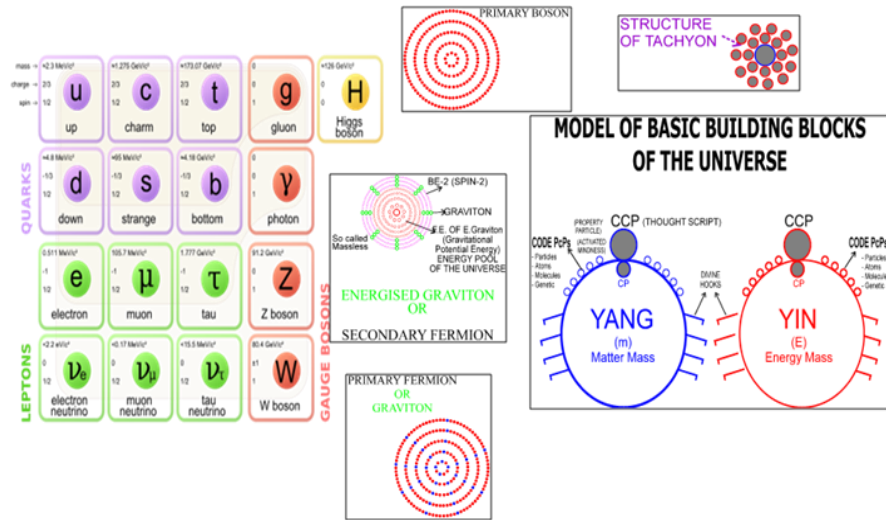 mass → ≈2.3 MeV/c²
charge → 2/3
spin → 1/2
u
up
≈1.275 GeV/c²
2/3
1/2
c
charm
≈173.07 GeV/c²
2/3
1/2
t
top
0
0
1
g
gluon
≈126 GeV/c²
0
0
H
Higgs
boson
QUARKS
≈4.8 MeV/c²
-1/3
1/2
d
down
≈95 MeV/c²
-1/3
1/2
s
strange
≈4.18 GeV/c²
-1/3
1/2
b
bottom
0
0
1
γ
photon
LEPTONS
0.511 MeV/c²
-1
1/2
e
electron
105.7 MeV/c²
-1
1/2
μ
muon
1.777 GeV/c²
-1
1/2
τ
tau
91.2 GeV/c²
0
1
Z
Z boson
GAUGE BOSONS
<2.2 eV/c²
0
1/2
νe
electron
neutrino
<0.17 MeV/c²
0
1/2
νμ
muon
neutrino
<15.5 MeV/c²
0
1/2
ντ
tau
neutrino
80.4 GeV/c²
±1
1
W
W boson
PRIMARY BOSON
STRUCTURE
OF TACHYON
BE-2 (SPIN-2)
GRAVITON
So called
Massless
OF E.Graviton
(Gravitational
Potential Energy)
ENERGY POOL
OF THE UNIVERSE
ENERGISED GRAVITON
OR
SECONDARY FERMION
PRIMARY FERMION
OR
GRAVITON
MODEL OF BASIC BUILDING BLOCKS
OF THE UNIVERSE
CCP (THOUGHT SCRIPT)
(PROPERTY
PARTICLE)
(ACTIVATED
MINDNESS)
CODE PcPs
- Particles
- Atoms
- Molecules
- Genetic
CP
DIVINE
HOOKS
YANG
(m)
Matter Mass
CCP
CODE PcPs
- Particles
- Atoms
- Molecules
- Genetic
CP
YIN
(E)
Energy Mass